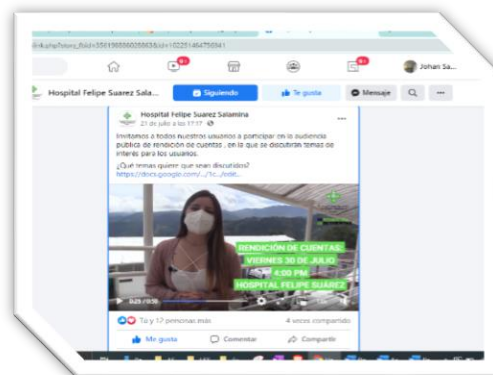 Johan Sa...
Hospital Felipe Suarez Sala...
Siguiendo
Te gusta
Mensaje
Hospital Felipe Suarez Salamina
21 de julio a las 17:17
Invitamos a todos nuestros usuarios a participar en la audiencia
pública de rendición de cuentas , en la que se discutirán temas de
interés para los usuarios.
¿Qué temas quiere que sean discutidos?
https://docs.google.com/.../1c.../edit...
RENDICIÓN DE CUENTAS:
VIERNES 30 DE JULIO
4:00 PM
HOSPITAL FELIPE SUÁREZ
Tú y 12 personas más
4 veces compartido
Me gusta
Comentar
Compartir